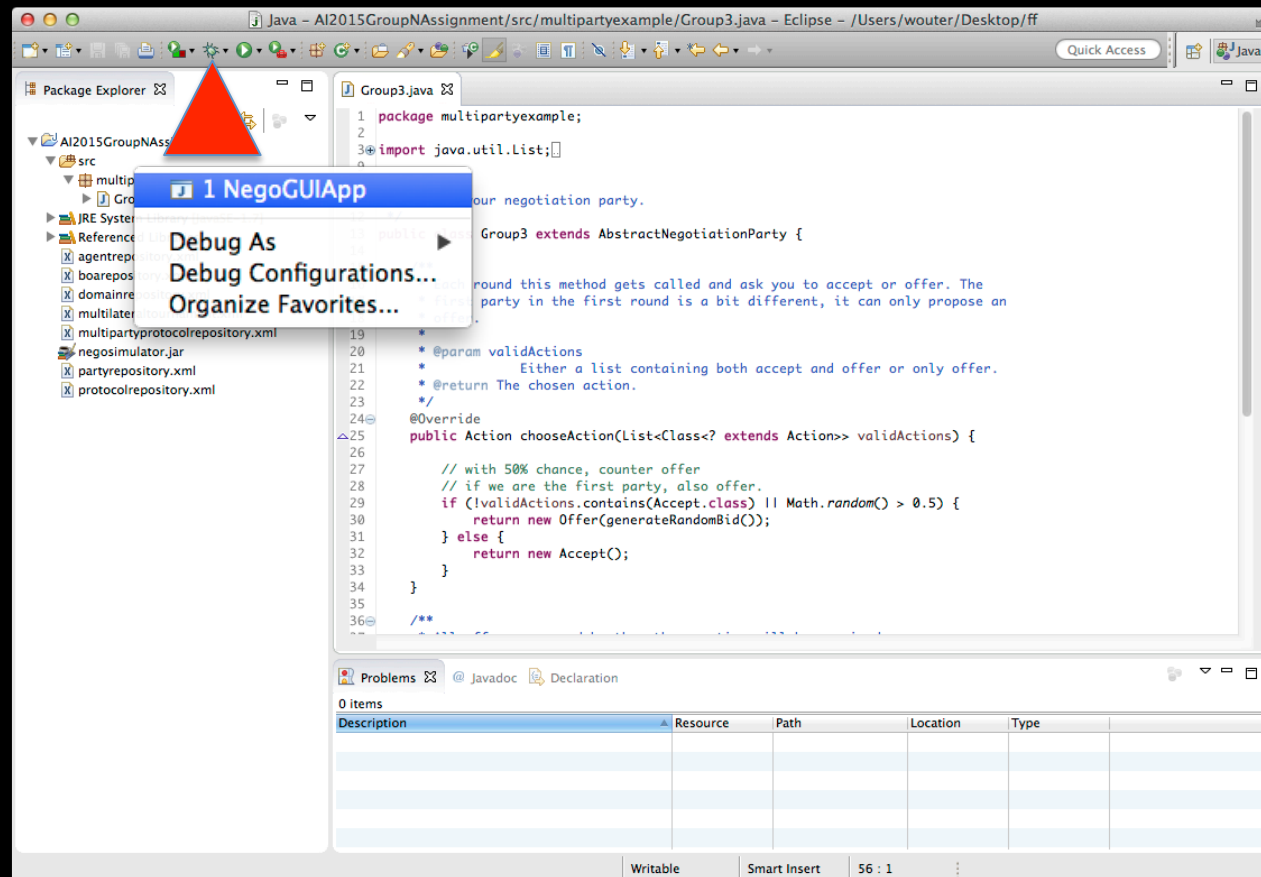 Java – AI2015GroupNAssignment/src/multipartyexample/Group3.java – Eclipse – /Users/wouter/Desktop/ff
Quick Access
Java
Package Explorer
AI2015GroupNAss
src
multip
Gro
JRE System Library
Referenced
agentrepo
boarepos
domainre
multilate
multipartyprotocolrepository.xml
negosimulator.jar
partyrepository.xml
protocolrepository.xml
1 NegoGUIApp
Debug As
Debug Configurations...
Organize Favorites...
Group3.java
1 package multipartyexample;
2
3 import java.util.List;
9
our negotiation party.
public class Group3 extends AbstractNegotiationParty {
round this method gets called and ask you to accept or offer. The
* First party in the first round is a bit different, it can only propose an
* offer.
19 *
20 * @param validActions
21 * Either a list containing both accept and offer or only offer.
22 * @return The chosen action.
23 */
24 @Override
25 public Action chooseAction(List<Class<? extends Action>> validActions) {
26
27 // with 50% chance, counter offer
28 // if we are the first party, also offer.
29 if (!validActions.contains(Accept.class) || Math.random() > 0.5) {
30 return new Offer(generateRandomBid());
31 } else {
32 return new Accept();
33 }
34 }
35
36 /**
Problems
@ Javadoc
Declaration
0 items
Description Resource Path Location Type
Writable Smart Insert 56 : 1